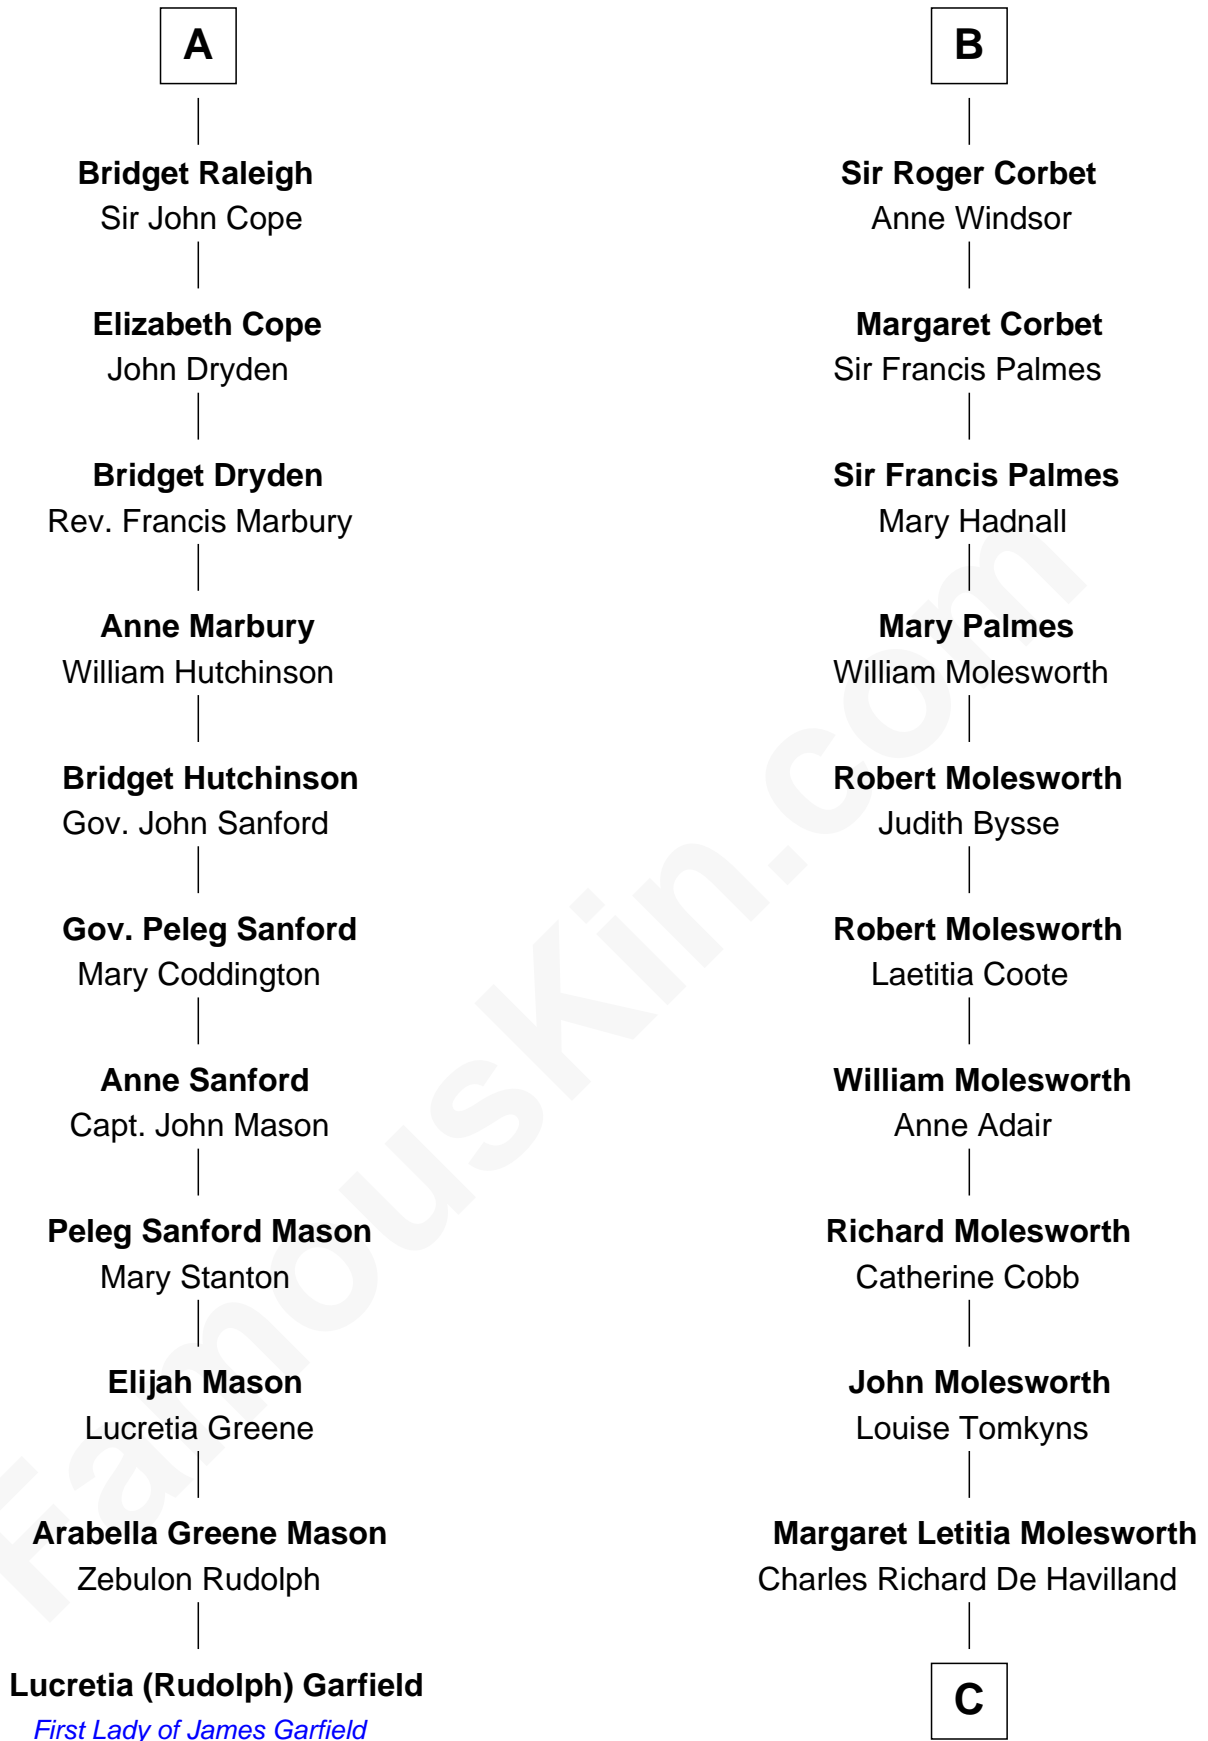 A
Bridget Raleigh
Sir John Cope
Elizabeth Cope
John Dryden
Bridget Dryden
Rev. Francis Marbury
Anne Marbury
William Hutchinson
Bridget Hutchinson
Gov. John Sanford
Gov. Peleg Sanford
Mary Coddington
Anne Sanford
Capt. John Mason
Peleg Sanford Mason
Mary Stanton
Elijah Mason
Lucretia Greene
Arabella Greene Mason
Zebulon Rudolph
Lucretia (Rudolph) Garfield
First Lady of James Garfield
B
Sir Roger Corbet
Anne Windsor
Margaret Corbet
Sir Francis Palmes
Sir Francis Palmes
Mary Hadnall
Mary Palmes
William Molesworth
Robert Molesworth
Judith Bysse
Robert Molesworth
Laetitia Coote
William Molesworth
Anne Adair
Richard Molesworth
Catherine Cobb
John Molesworth
Louise Tomkyns
Margaret Letitia Molesworth
Charles Richard De Havilland
C
FamousKin.com